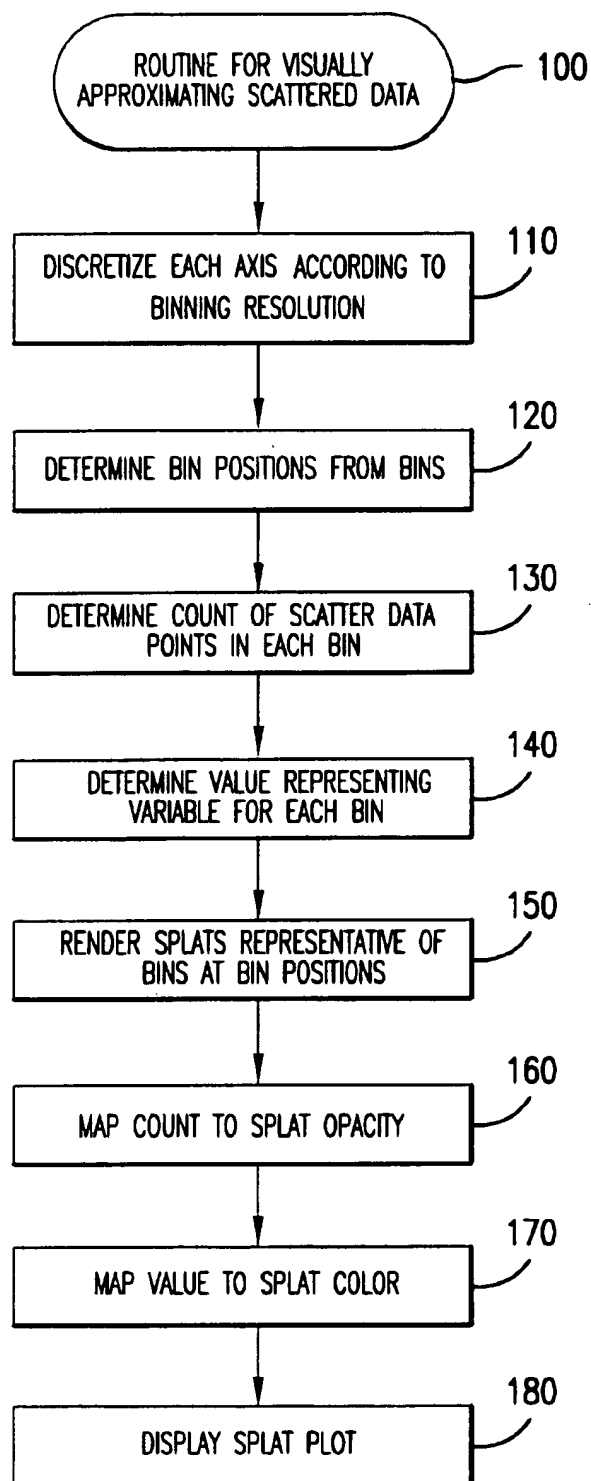 ROUTINE FOR VISUALLY
APPROXIMATING SCATTERED DATA
100
DISCRETIZE EACH AXIS ACCORDING TO
BINNING RESOLUTION
110
DETERMINE BIN POSITIONS FROM BINS
120
DETERMINE COUNT OF SCATTER DATA
POINTS IN EACH BIN
130
DETERMINE VALUE REPRESENTING
VARIABLE FOR EACH BIN
140
RENDER SPLATS REPRESENTATIVE OF
BINS AT BIN POSITIONS
150
MAP COUNT TO SPLAT OPACITY
160
MAP VALUE TO SPLAT COLOR
170
DISPLAY SPLAT PLOT
180